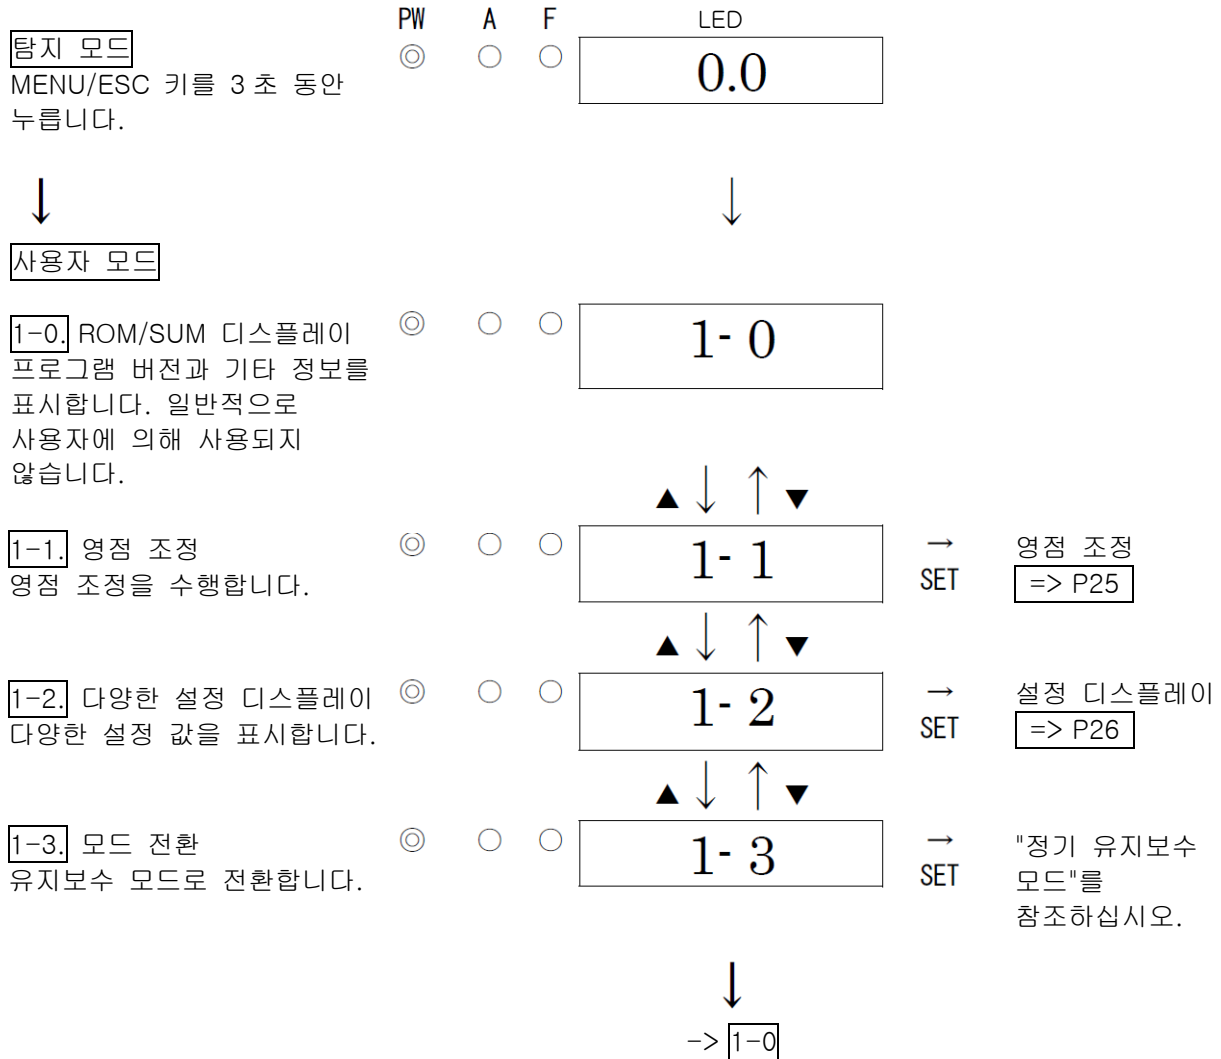 PW A F LED
탐지 모드
◎ ○ ○ 0.0
MENU/ESC 키를 3 초 동안
누릅니다.
↓ ↓
사용자 모드
1-0. ROM/SUM 디스플레이 ◎ ○ ○ 1- 0
프로그램 버전과 기타 정보를
표시합니다. 일반적으로
사용자에 의해 사용되지
않습니다.
▲ ↓ ↑ ▼
1-1. 영점 조정 ◎ ○ ○ 1- 1 → 영점 조정
영점 조정을 수행합니다. SET => P25
▲ ↓ ↑ ▼
1-2. 다양한 설정 디스플레이 ◎ ○ ○ 1- 2 → 설정 디스플레이
다양한 설정 값을 표시합니다. SET => P26
▲ ↓ ↑ ▼
1-3. 모드 전환 ◎ ○ ○ 1- 3 → "정기 유지보수
유지보수 모드로 전환합니다. SET 모드"를
참조하십시오.
↓
-> 1-0